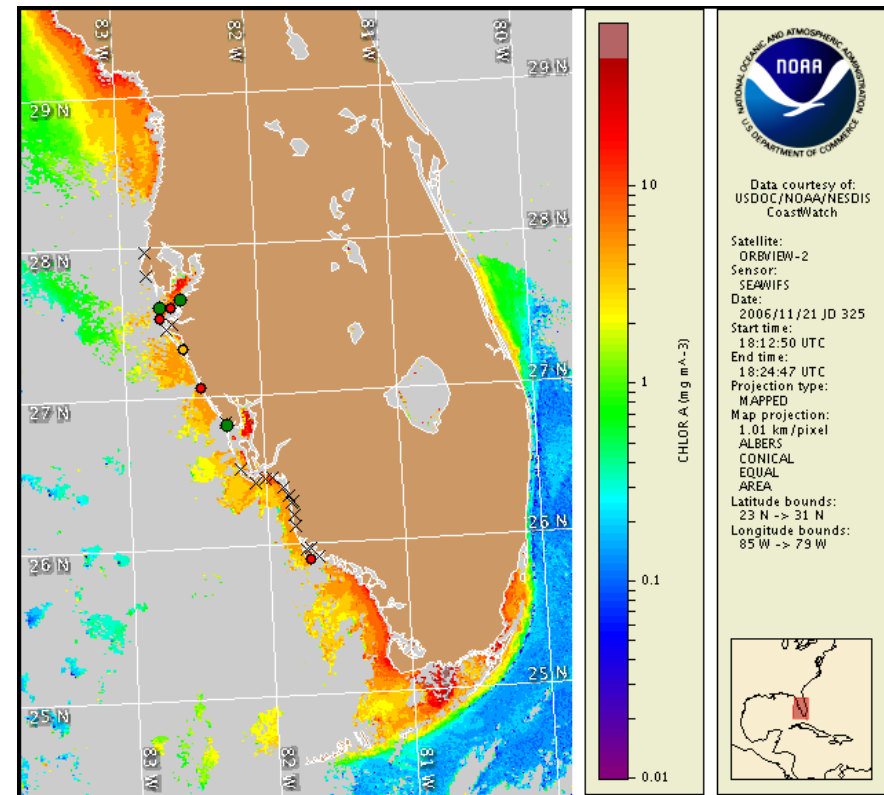 83 W
82 W
80 W
29 N
29 N
28 N
28 N
27 N
27 N
26 N
26 N
25 N
25 N
83 W
82 W
81 W
10
1
0.1
0.01
CHLOR A (mg m^-3)
NATIONAL OCEANIC AND ATMOSPHERIC ADMINISTRATION
NOAA
U.S. DEPARTMENT OF COMMERCE
Data courtesy of:
USDOC/NOAA/NESDIS
CoastWatch
Satellite:
ORBVIEW-2
Sensor:
SEAWIFS
Date:
2006/11/21 JD 325
Start time:
18:12:50 UTC
End time:
18:24:47 UTC
Projection type:
MAPPED
Map projection:
1.01 km/pixel
ALBERS
CONICAL
EQUAL
AREA
Latitude bounds:
23 N -> 31 N
Longitude bounds:
85 W -> 79 W